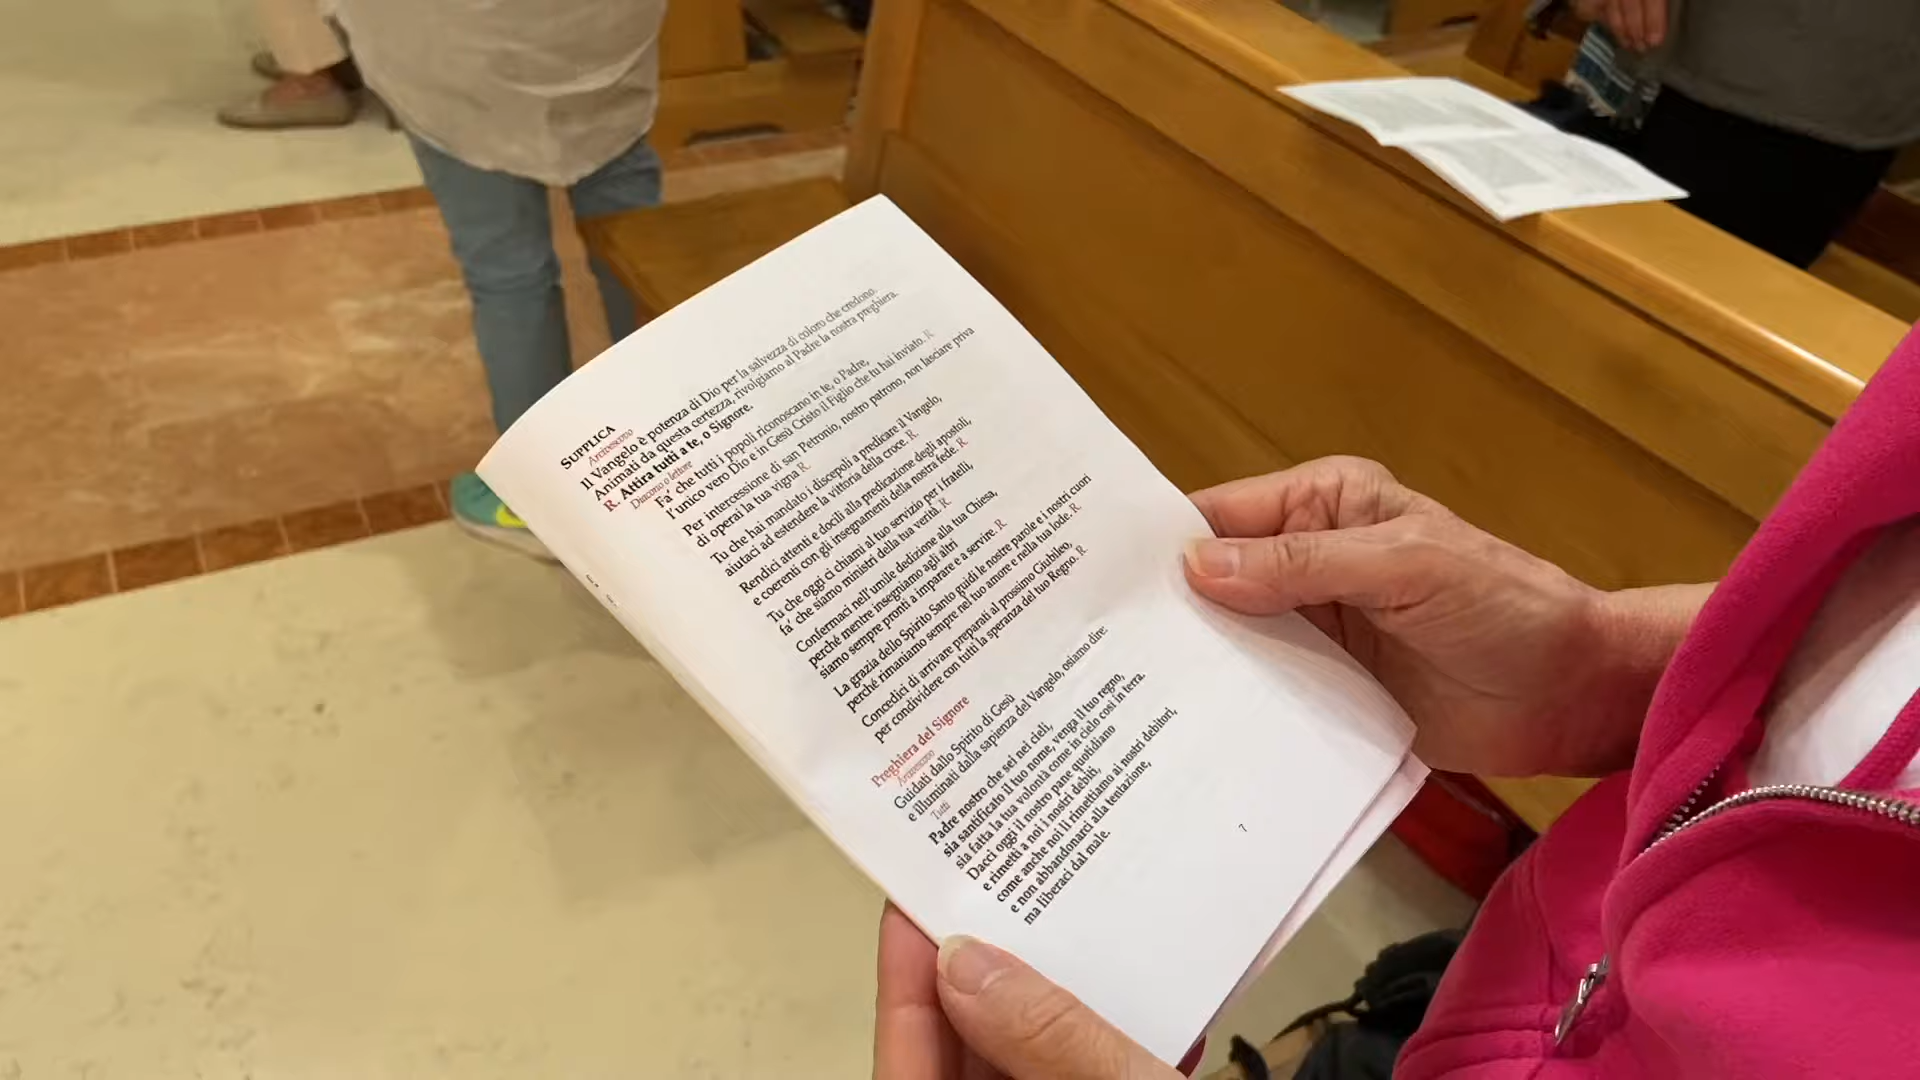 SUPPLICA
Arcivescovo
Il Vangelo è potenza di Dio per la salvezza di coloro che credono.
Animati da questa certezza, rivolgiamo al Padre la nostra preghiera.
R. Attira tutti a te, o Signore.
Diacono o lettore
Fa' che tutti i popoli riconoscano in te, o Padre,
l'unico vero Dio e in Gesù Cristo il Figlio che tu hai inviato. R
Per intercessione di san Petronio, nostro patrono, non lasciare priva
di operai la tua vigna R.
Tu che hai mandato i discepoli a predicare il Vangelo,
aiutaci ad estendere la vittoria della croce. R
Rendici attenti e docili alla predicazione degli apostoli,
e coerenti con gli insegnamenti della nostra fede. R
Tu che oggi ci chiami al tuo servizio per i fratelli,
fa' che siamo ministri della tua verità. R
Confermaci nell'umile dedizione alla tua Chiesa,
perché mentre insegniamo agli altri
siamo sempre pronti a imparare e a servire. R
La grazia dello Spirito Santo guidi le nostre parole e i nostri cuori
perché rimaniamo sempre nel tuo amore e nella tua lode. R
Concedici di arrivare preparati al prossimo Giubileo,
per condividere con tutti la speranza del tuo Regno. R
Preghiera del Signore
Arcivescovo
Guidati dallo Spirito di Gesù
e illuminati dalla sapienza del Vangelo, osiamo dire:
Tutti
Padre nostro che sei nei cieli,
sia santificato il tuo nome, venga il tuo regno,
sia fatta la tua volontà come in cielo così in terra.
Dacci oggi il nostro pane quotidiano
e rimetti a noi i nostri debiti,
come anche noi li rimettiamo ai nostri debitori,
e non abbandonarci alla tentazione,
ma liberaci dal male.
7